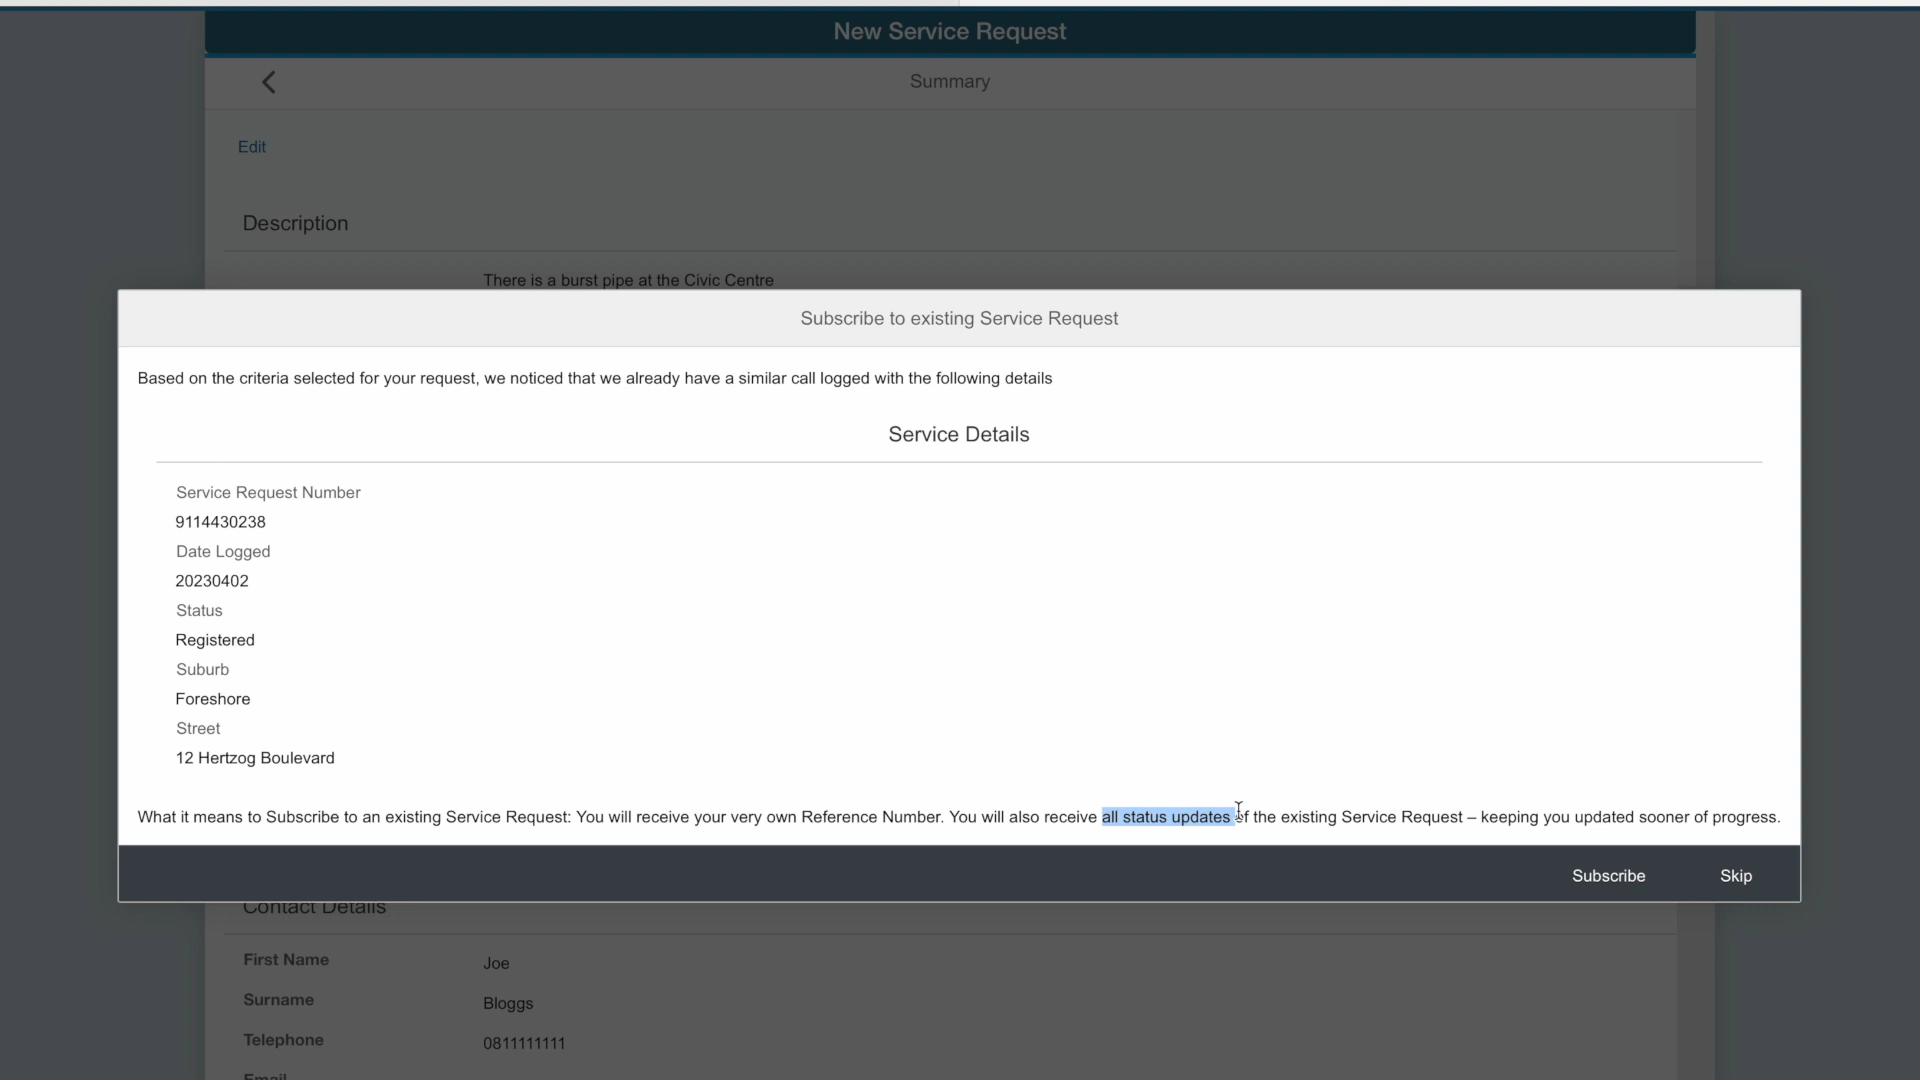 New Service Request
Summary
Edit
Description
There is a burst pipe at the Civic Centre
Subscribe to existing Service Request
Based on the criteria selected for your request, we noticed that we already have a similar call logged with the following details
Service Details
Service Request Number
9114430238
Date Logged
20230402
Status
Registered
Suburb
Foreshore
Street
12 Hertzog Boulevard
What it means to Subscribe to an existing Service Request: You will receive your very own Reference Number. You will also receive all status updates of the existing Service Request – keeping you updated sooner of progress.
Subscribe Skip
Contact Details
First Name Joe
Surname Bloggs
Telephone 0811111111
Email